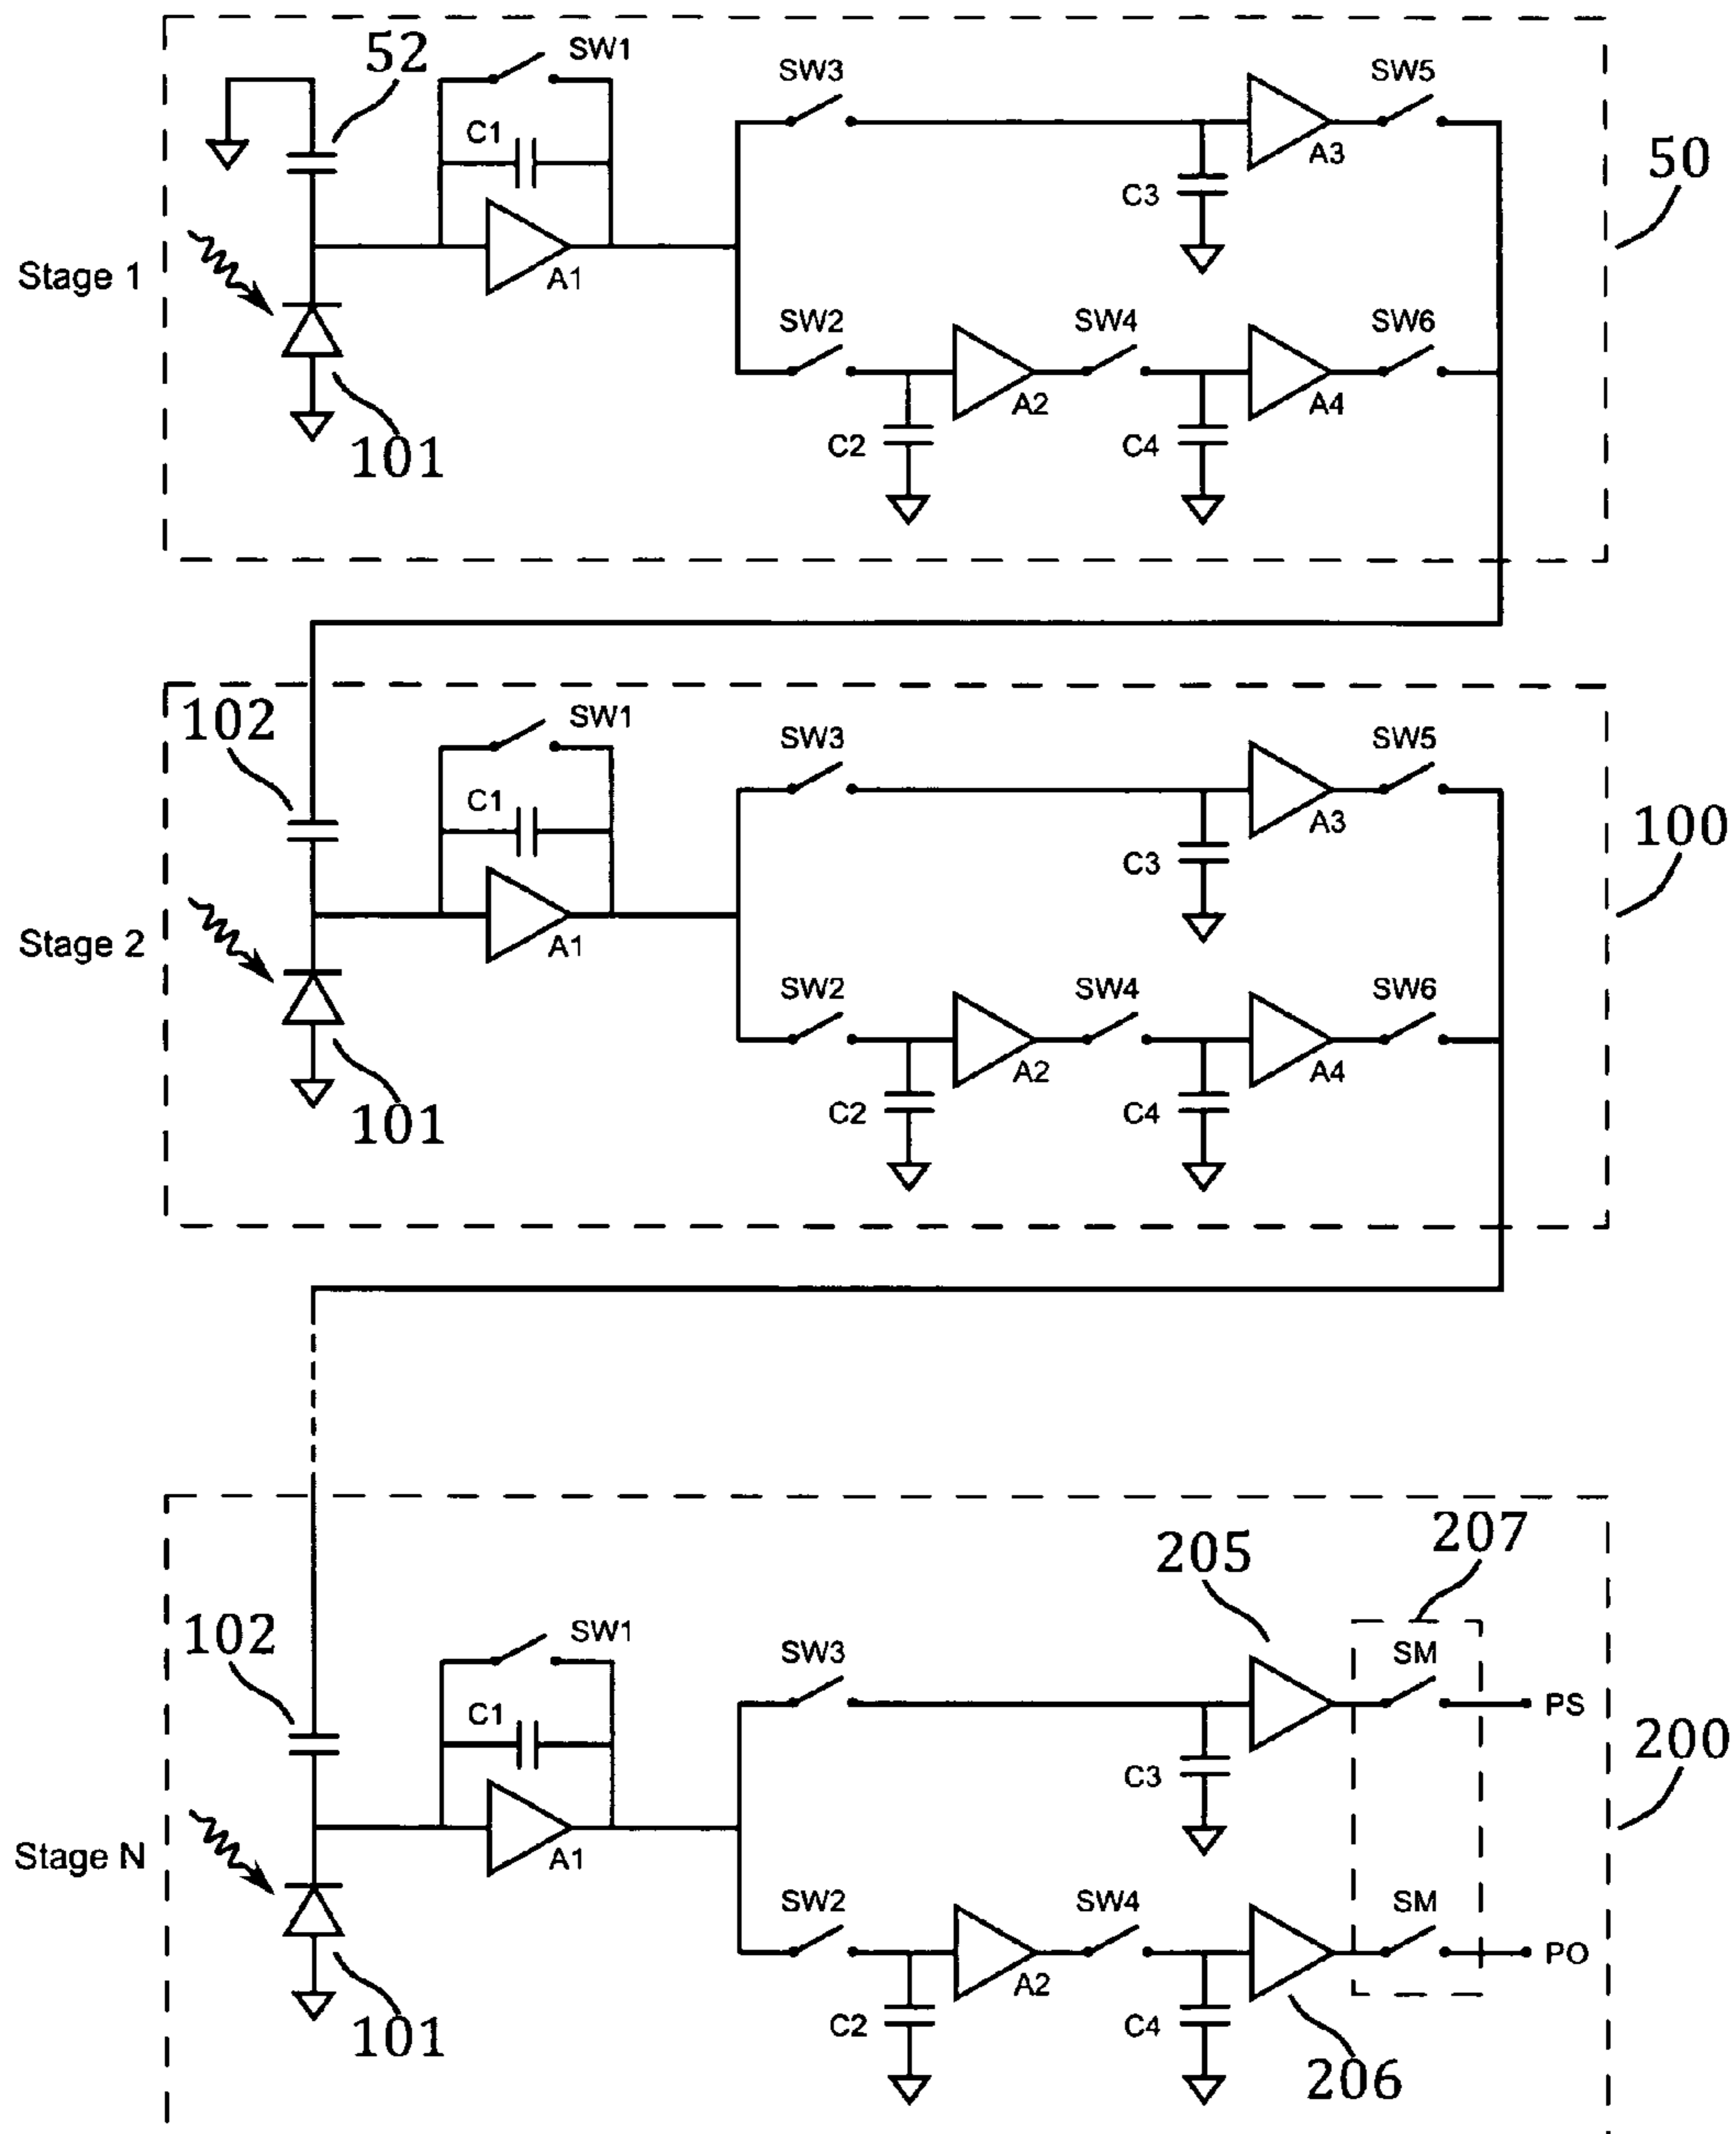 52
SW1
SW3
SW5
C1
A3
50
C3
Stage 1
A1
SW2
SW4
SW6
A2
A4
C2
C4
101
102
SW1
SW3
SW5
C1
A3
100
C3
Stage 2
A1
SW2
SW4
SW6
A2
A4
C2
C4
101
205
207
102
SW1
SW3
SM
C1
PS
200
C3
Stage N
A1
SW2
SW4
SM
PO
A2
C2
C4
101
206